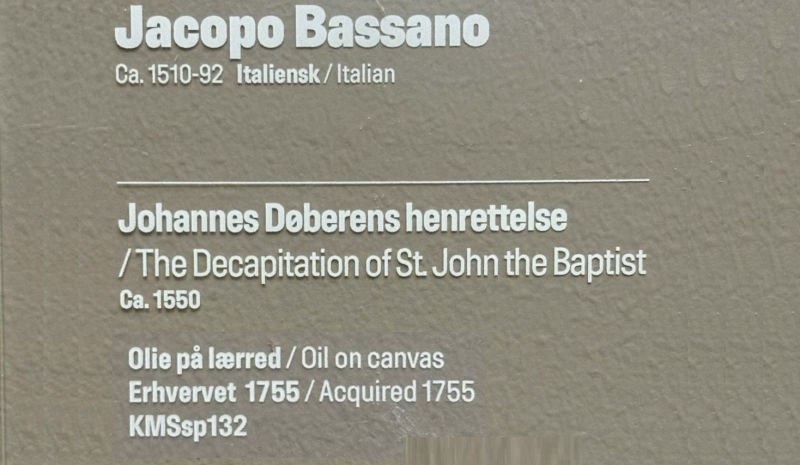 Jacopo Bassano
Ca. 1510-92 Italiensk / Italian
Johannes Døberens henrettelse
/ The Decapitation of St. John the Baptist
Ca. 1550
Olie på lærred / Oil on canvas
Erhvervet 1755 / Acquired 1755
KMSsp132